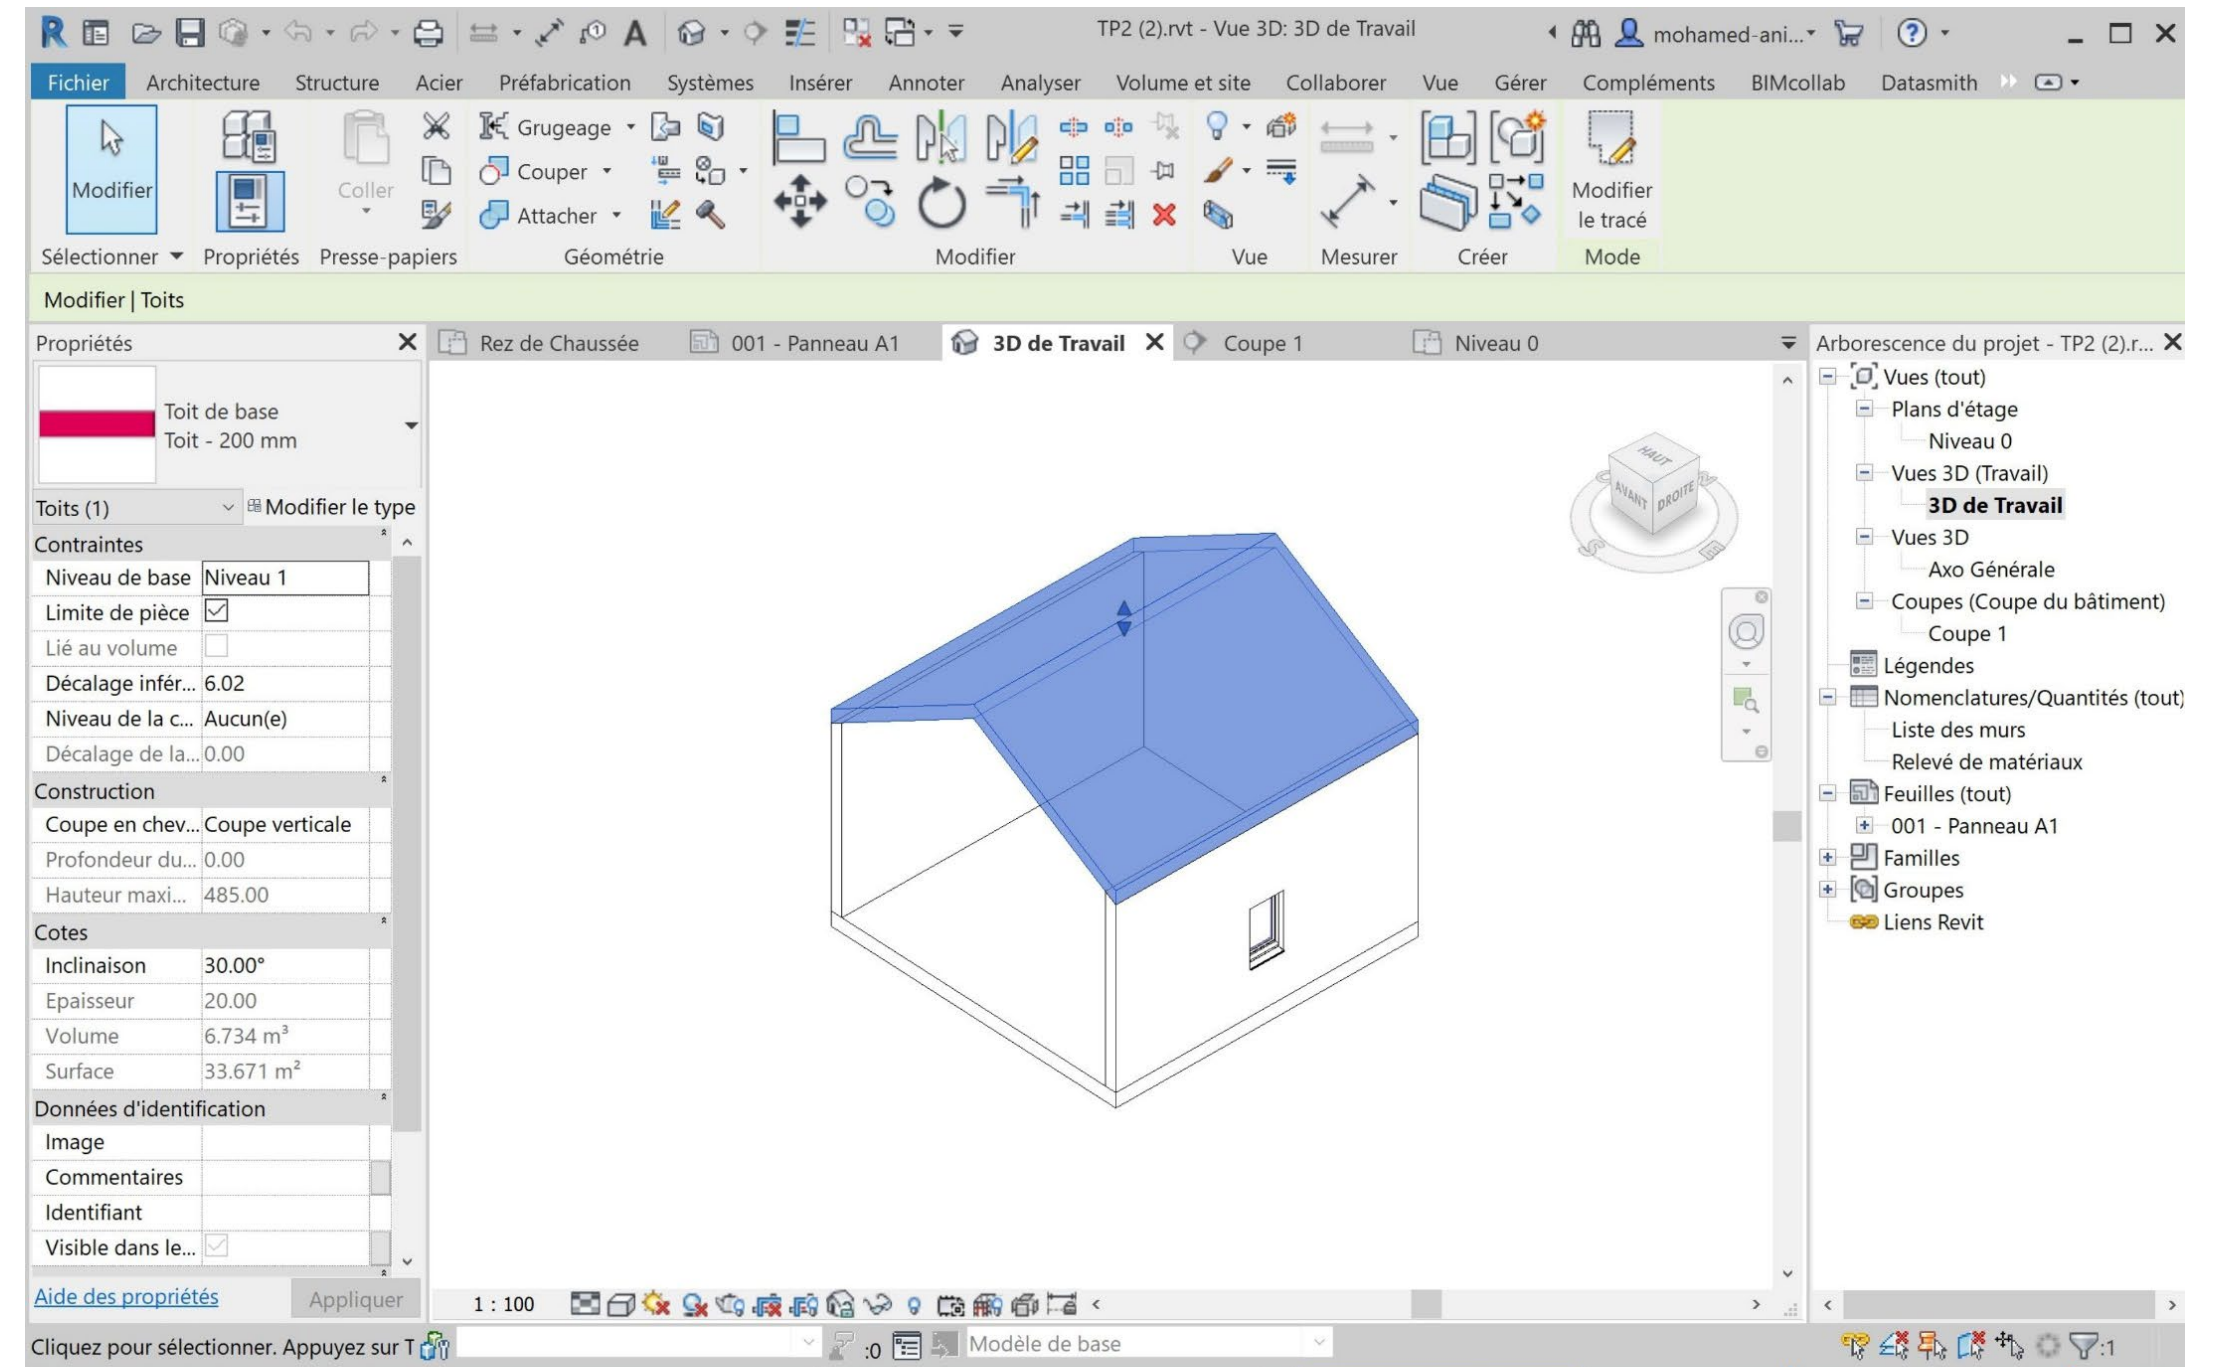 TP2 (2).rvt - Vue 3D: 3D de Travail
mohamed-ani...
Fichier Architecture Structure Acier Préfabrication Systèmes Insérer Annoter Analyser Volume et site Collaborer Vue Gérer Compléments BIMcollab Datasmith
Modifier
Coller
Grugeage
Couper
Attacher
Modifier
le tracé
Sélectionner Propriétés Presse-papiers Géométrie Modifier Vue Mesurer Créer Mode
Modifier | Toits
Propriétés
Toit de base
Toit - 200 mm
Toits (1) Modifier le type
Contraintes
Niveau de base Niveau 1
Limite de pièce
Lié au volume
Décalage infér... 6.02
Niveau de la c... Aucun(e)
Décalage de la... 0.00
Construction
Coupe en chev... Coupe verticale
Profondeur du... 0.00
Hauteur maxi... 485.00
Cotes
Inclinaison 30.00°
Epaisseur 20.00
Volume 6.734 m³
Surface 33.671 m²
Données d'identification
Image
Commentaires
Identifiant
Visible dans le...
Aide des propriétés Appliquer
Rez de Chaussée 001 - Panneau A1 3D de Travail Coupe 1 Niveau 0
HAUT
AVANT DROITE
S E
1 : 100
Arborescence du projet - TP2 (2).r...
Vues (tout)
Plans d'étage
Niveau 0
Vues 3D (Travail)
3D de Travail
Vues 3D
Axo Générale
Coupes (Coupe du bâtiment)
Coupe 1
Légendes
Nomenclatures/Quantités (tout)
Liste des murs
Relevé de matériaux
Feuilles (tout)
001 - Panneau A1
Familles
Groupes
Liens Revit
Cliquez pour sélectionner. Appuyez sur T
:0
Modèle de base
:1